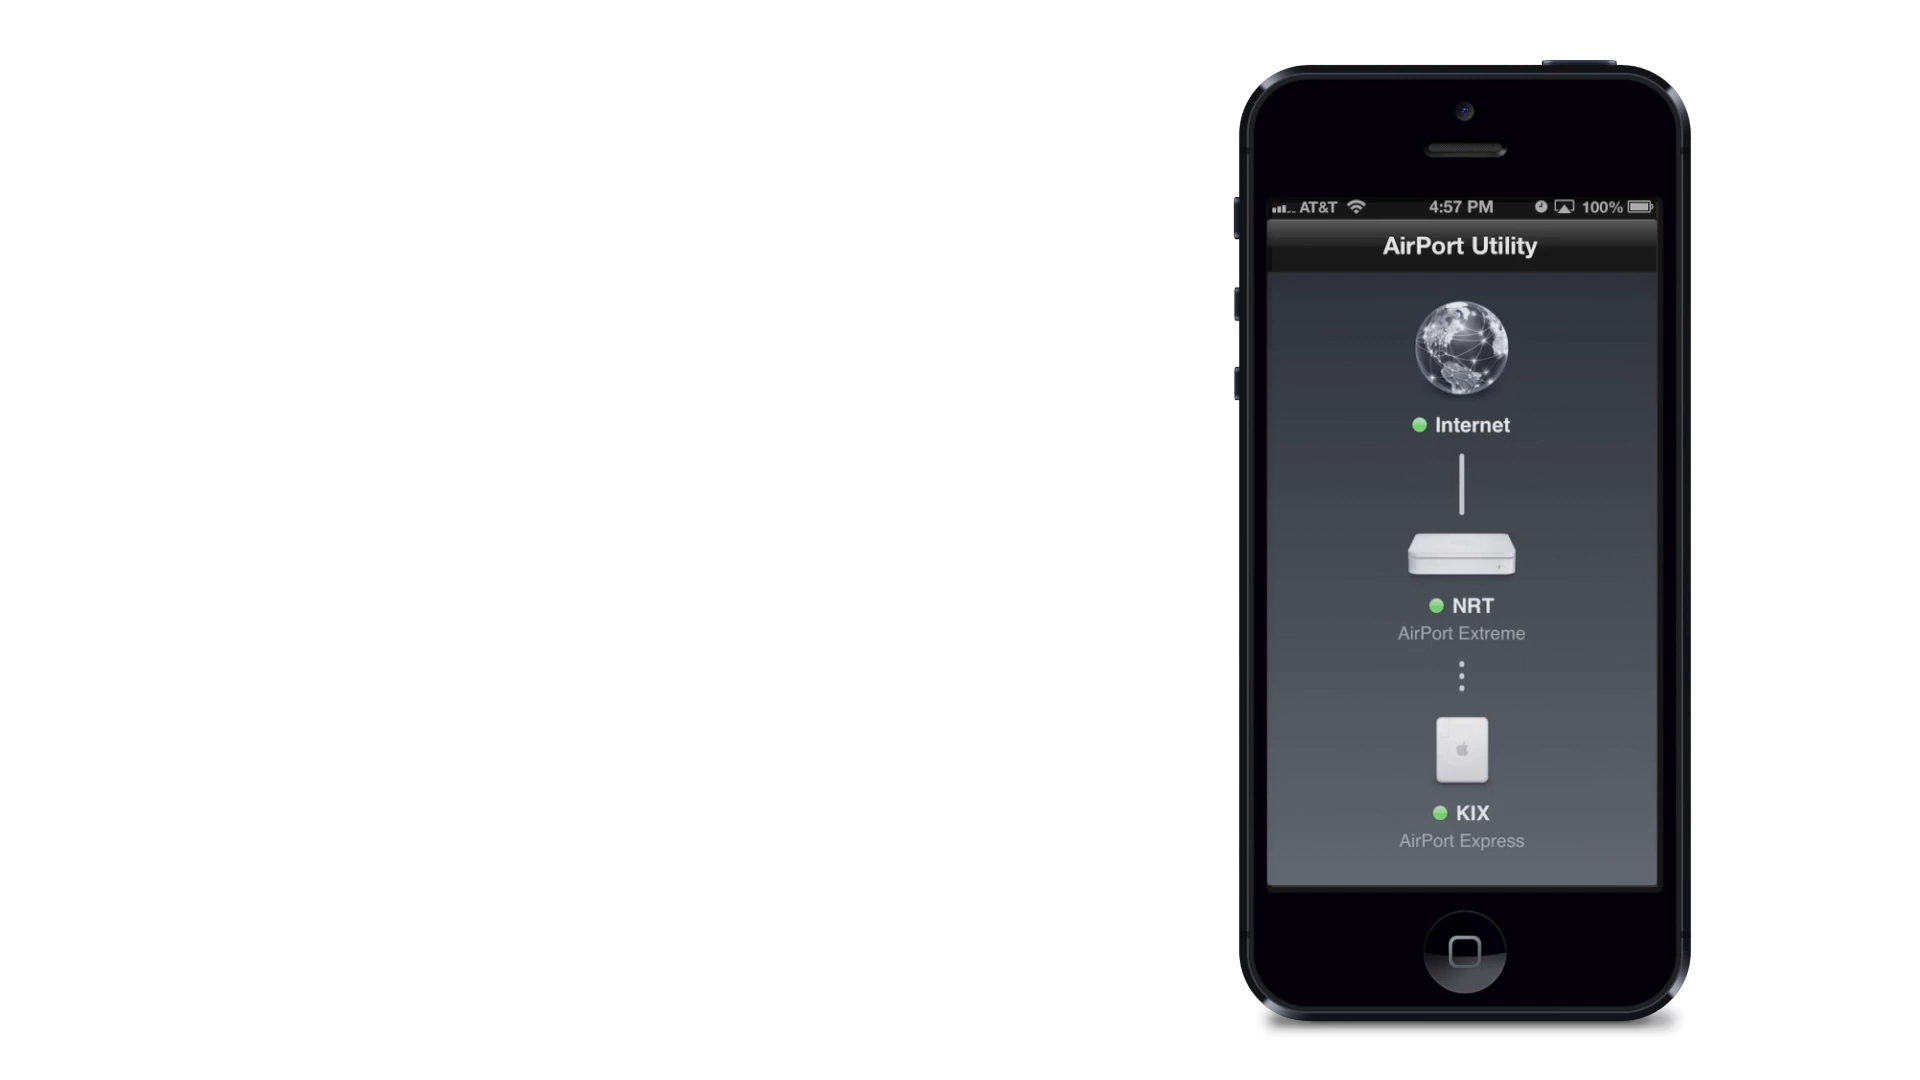 AT&T 4:57 PM 100%
AirPort Utility
Internet
NRT
AirPort Extreme
KIX
AirPort Express